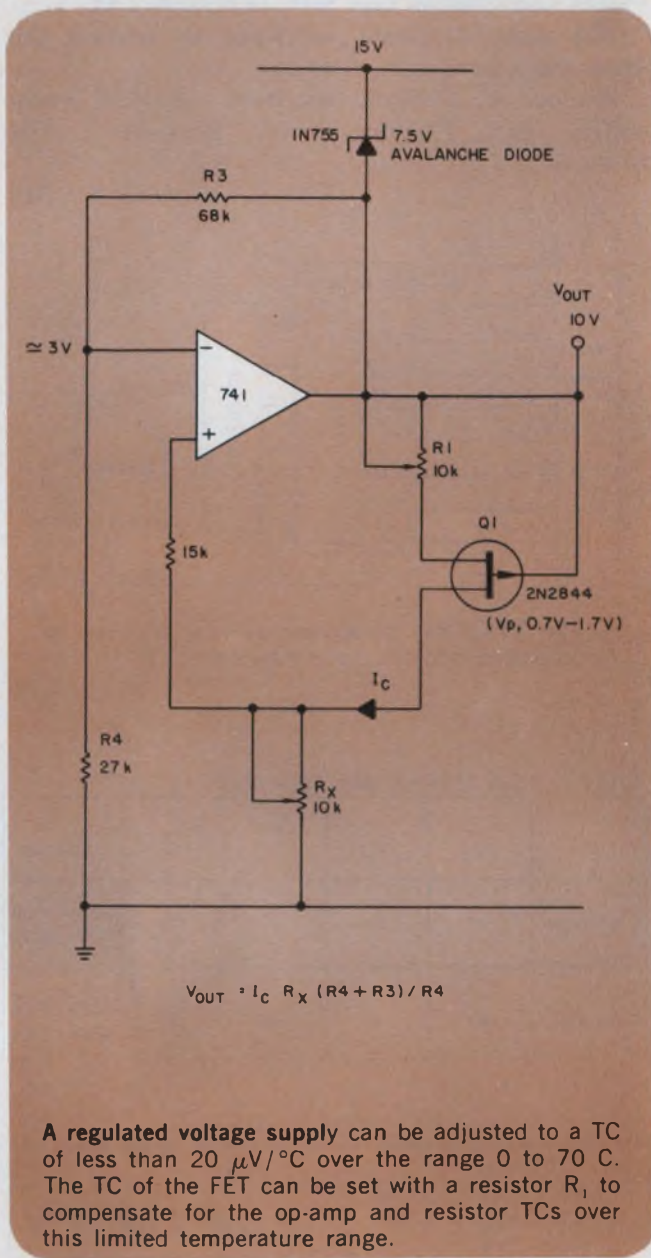 15 V
IN755
7.5 V
AVALANCHE DIODE
R3
68k
VOUT
10 V
≃ 3V
−
741
+
R1
10k
Q1
15k
2N2844
(Vp, 0.7V–1.7V)
IC
R4
27k
RX
10k
VOUT = IC RX (R4 + R3) / R4
A regulated voltage supply can be adjusted to a TC
of less than 20 μV/°C over the range 0 to 70 C.
The TC of the FET can be set with a resistor R1 to
compensate for the op-amp and resistor TCs over
this limited temperature range.